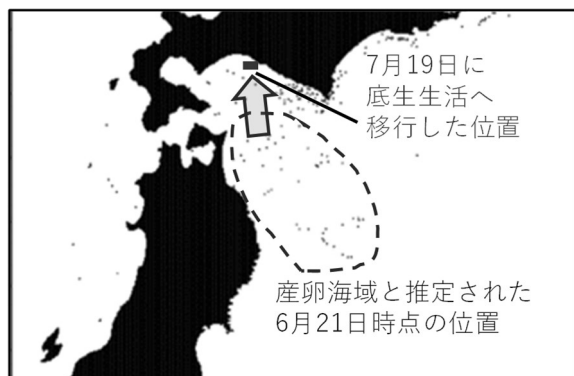 7月19日に
底生生活へ
移行した位置
産卵海域と推定された
6月21日時点の位置